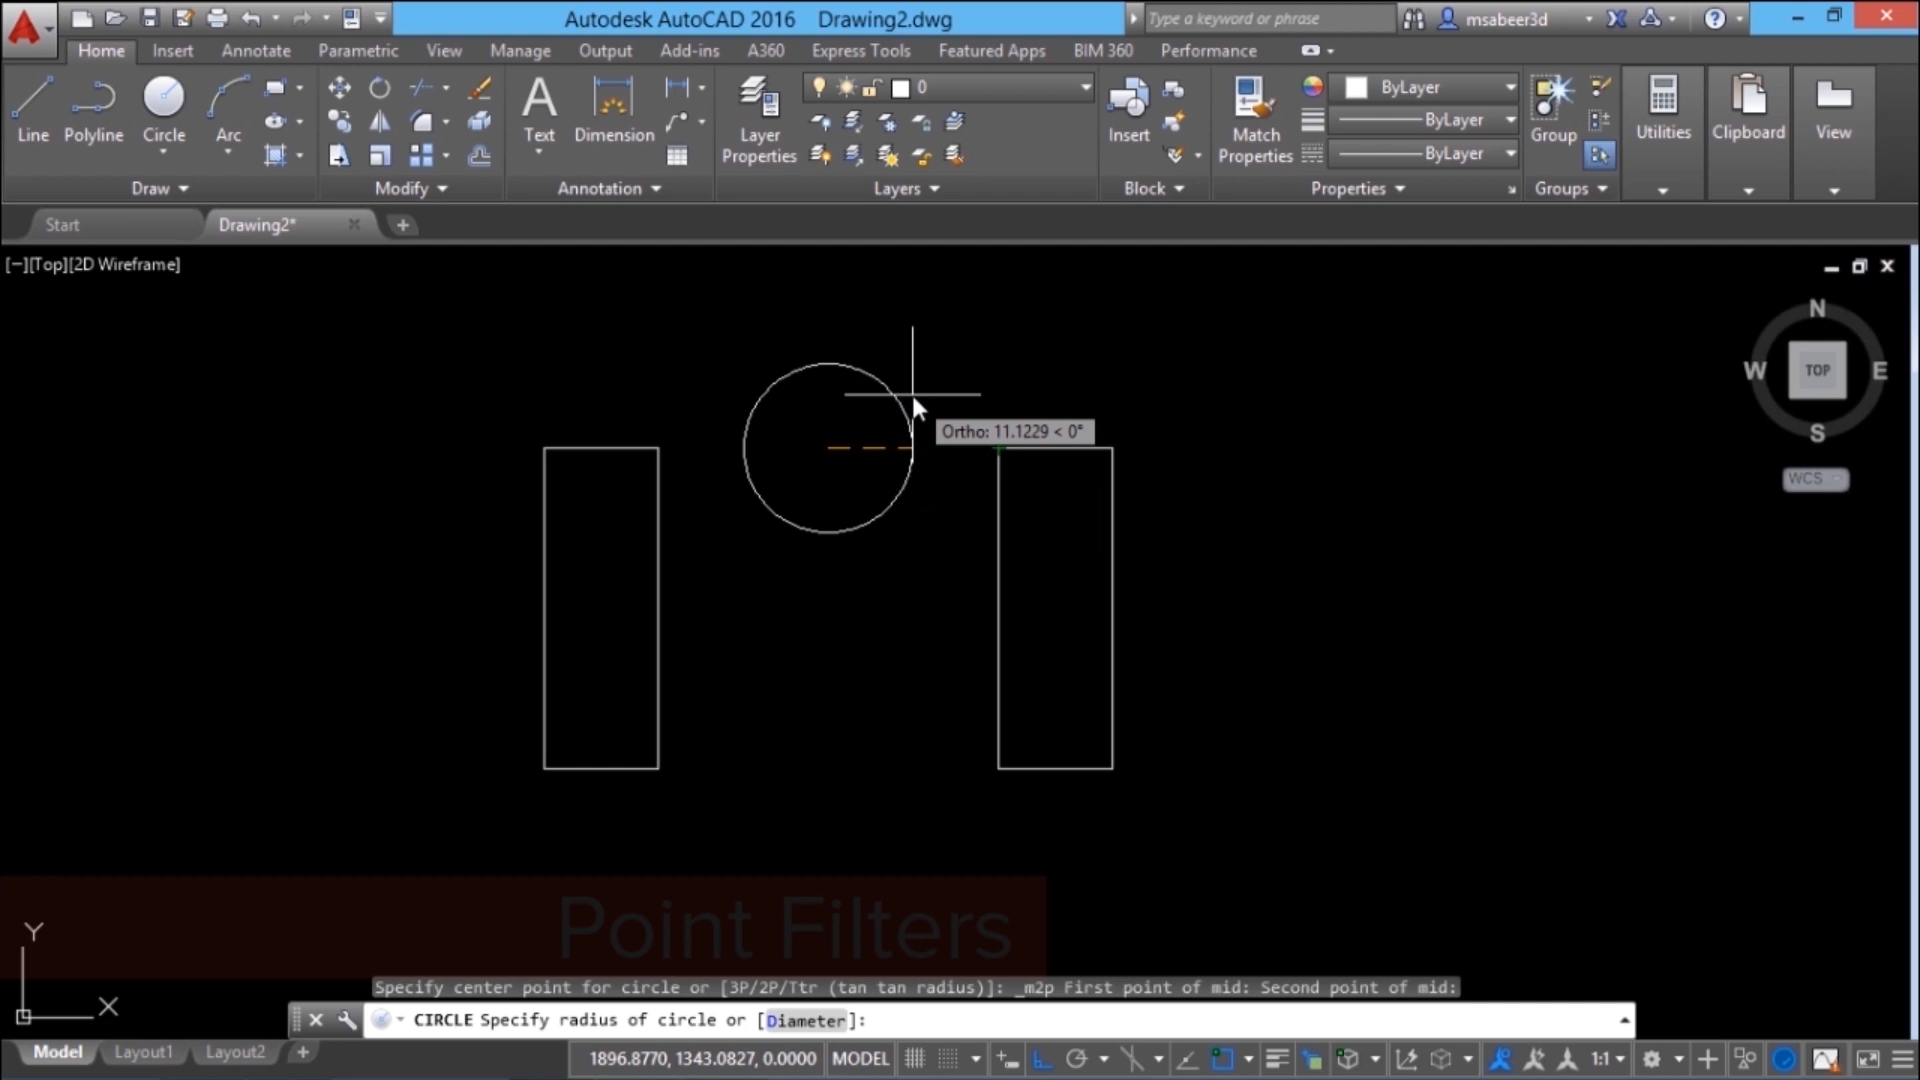 Autodesk AutoCAD 2016 Drawing2.dwg
Type a keyword or phrase
msabeer3d
Home Insert Annotate Parametric View Manage Output Add-ins A360 Express Tools Featured Apps BIM 360 Performance
0
ByLayer
ByLayer
ByLayer
Line Polyline Circle Arc
Text Dimension
Layer Properties
Insert
Match Properties
Group
Utilities Clipboard View
Draw Modify Annotation Layers Block Properties Groups
Start Drawing2*
[−][Top][2D Wireframe]
N
W TOP E
S
WCS
Ortho: 11.1229 < 0°
Point Filters
Y
X
Specify center point for circle or [3P/2P/Ttr (tan tan radius)]: _m2p First point of mid: Second point of mid:
CIRCLE Specify radius of circle or [Diameter]:
Model Layout1 Layout2
1896.8770, 1343.0827, 0.0000 MODEL 1:1